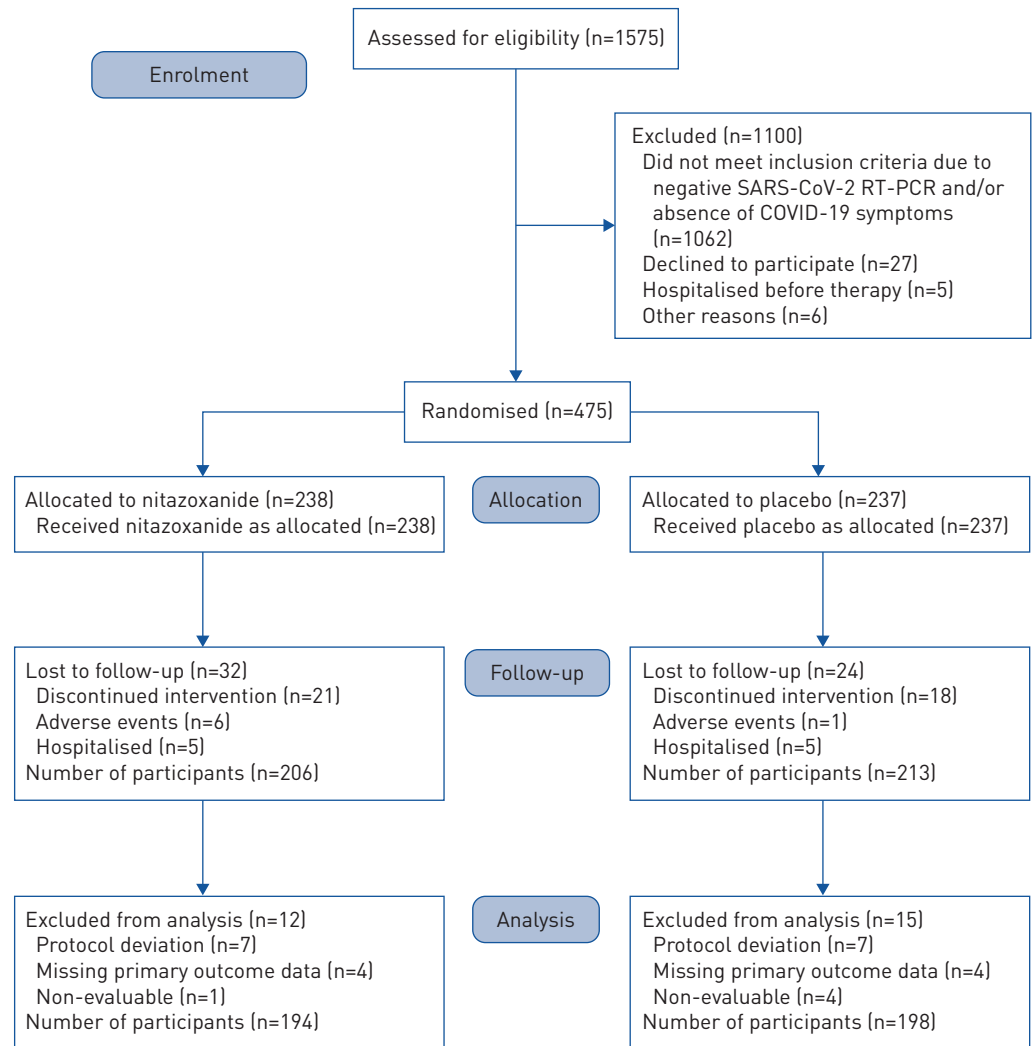 Assessed for eligibility (n=1575)
Enrolment
Excluded (n=1100)
Did not meet inclusion criteria due to
negative SARS-CoV-2 RT-PCR and/or
absence of COVID-19 symptoms
(n=1062)
Declined to participate (n=27)
Hospitalised before therapy (n=5)
Other reasons (n=6)
Randomised (n=475)
Allocated to nitazoxanide (n=238)
Received nitazoxanide as allocated (n=238)
Allocation
Allocated to placebo (n=237)
Received placebo as allocated (n=237)
Lost to follow-up (n=32)
Discontinued intervention (n=21)
Adverse events (n=6)
Hospitalised (n=5)
Number of participants (n=206)
Follow-up
Lost to follow-up (n=24)
Discontinued intervention (n=18)
Adverse events (n=1)
Hospitalised (n=5)
Number of participants (n=213)
Excluded from analysis (n=12)
Protocol deviation (n=7)
Missing primary outcome data (n=4)
Non-evaluable (n=1)
Number of participants (n=194)
Analysis
Excluded from analysis (n=15)
Protocol deviation (n=7)
Missing primary outcome data (n=4)
Non-evaluable (n=4)
Number of participants (n=198)